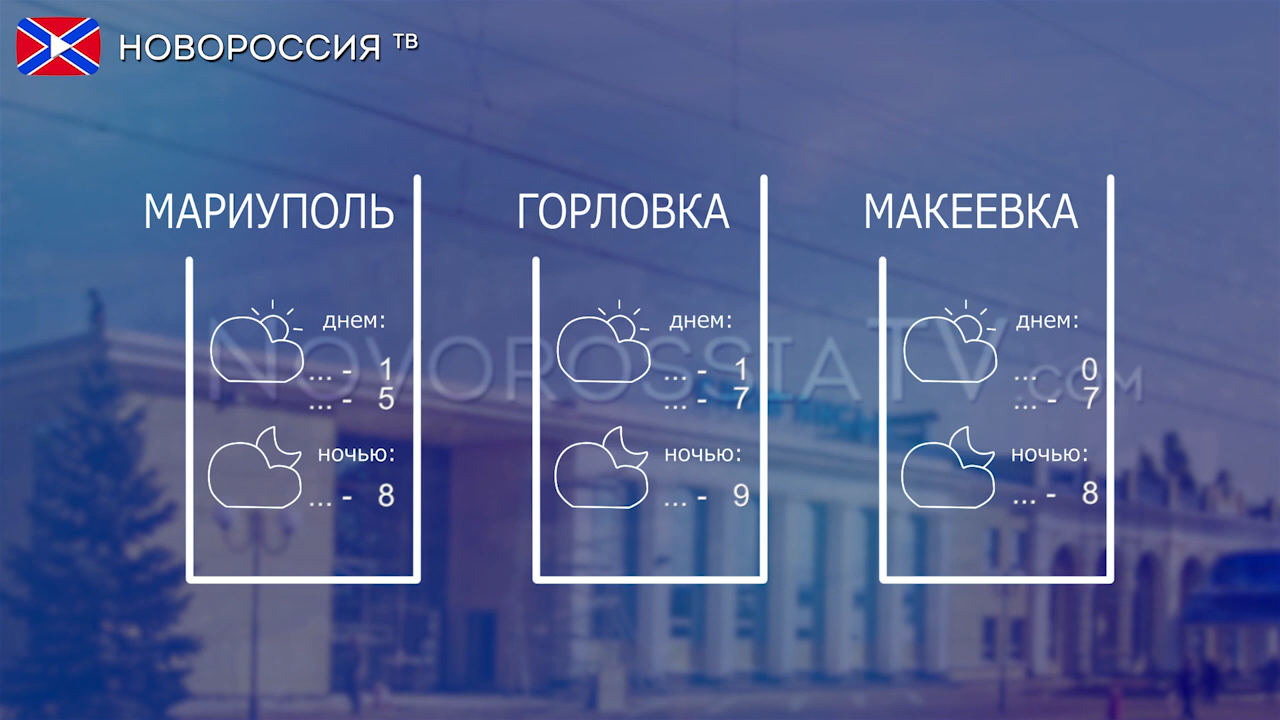 НОВОРОССИЯ ТВ
МАРИУПОЛЬ
днем:
... - 1
... - 5
ночью:
... - 8
ГОРЛОВКА
днем:
... - 1
... - 7
ночью:
... - 9
МАКЕЕВКА
днем:
... 0
... - 7
ночью:
... - 8
NOVOROSSIATV.COM